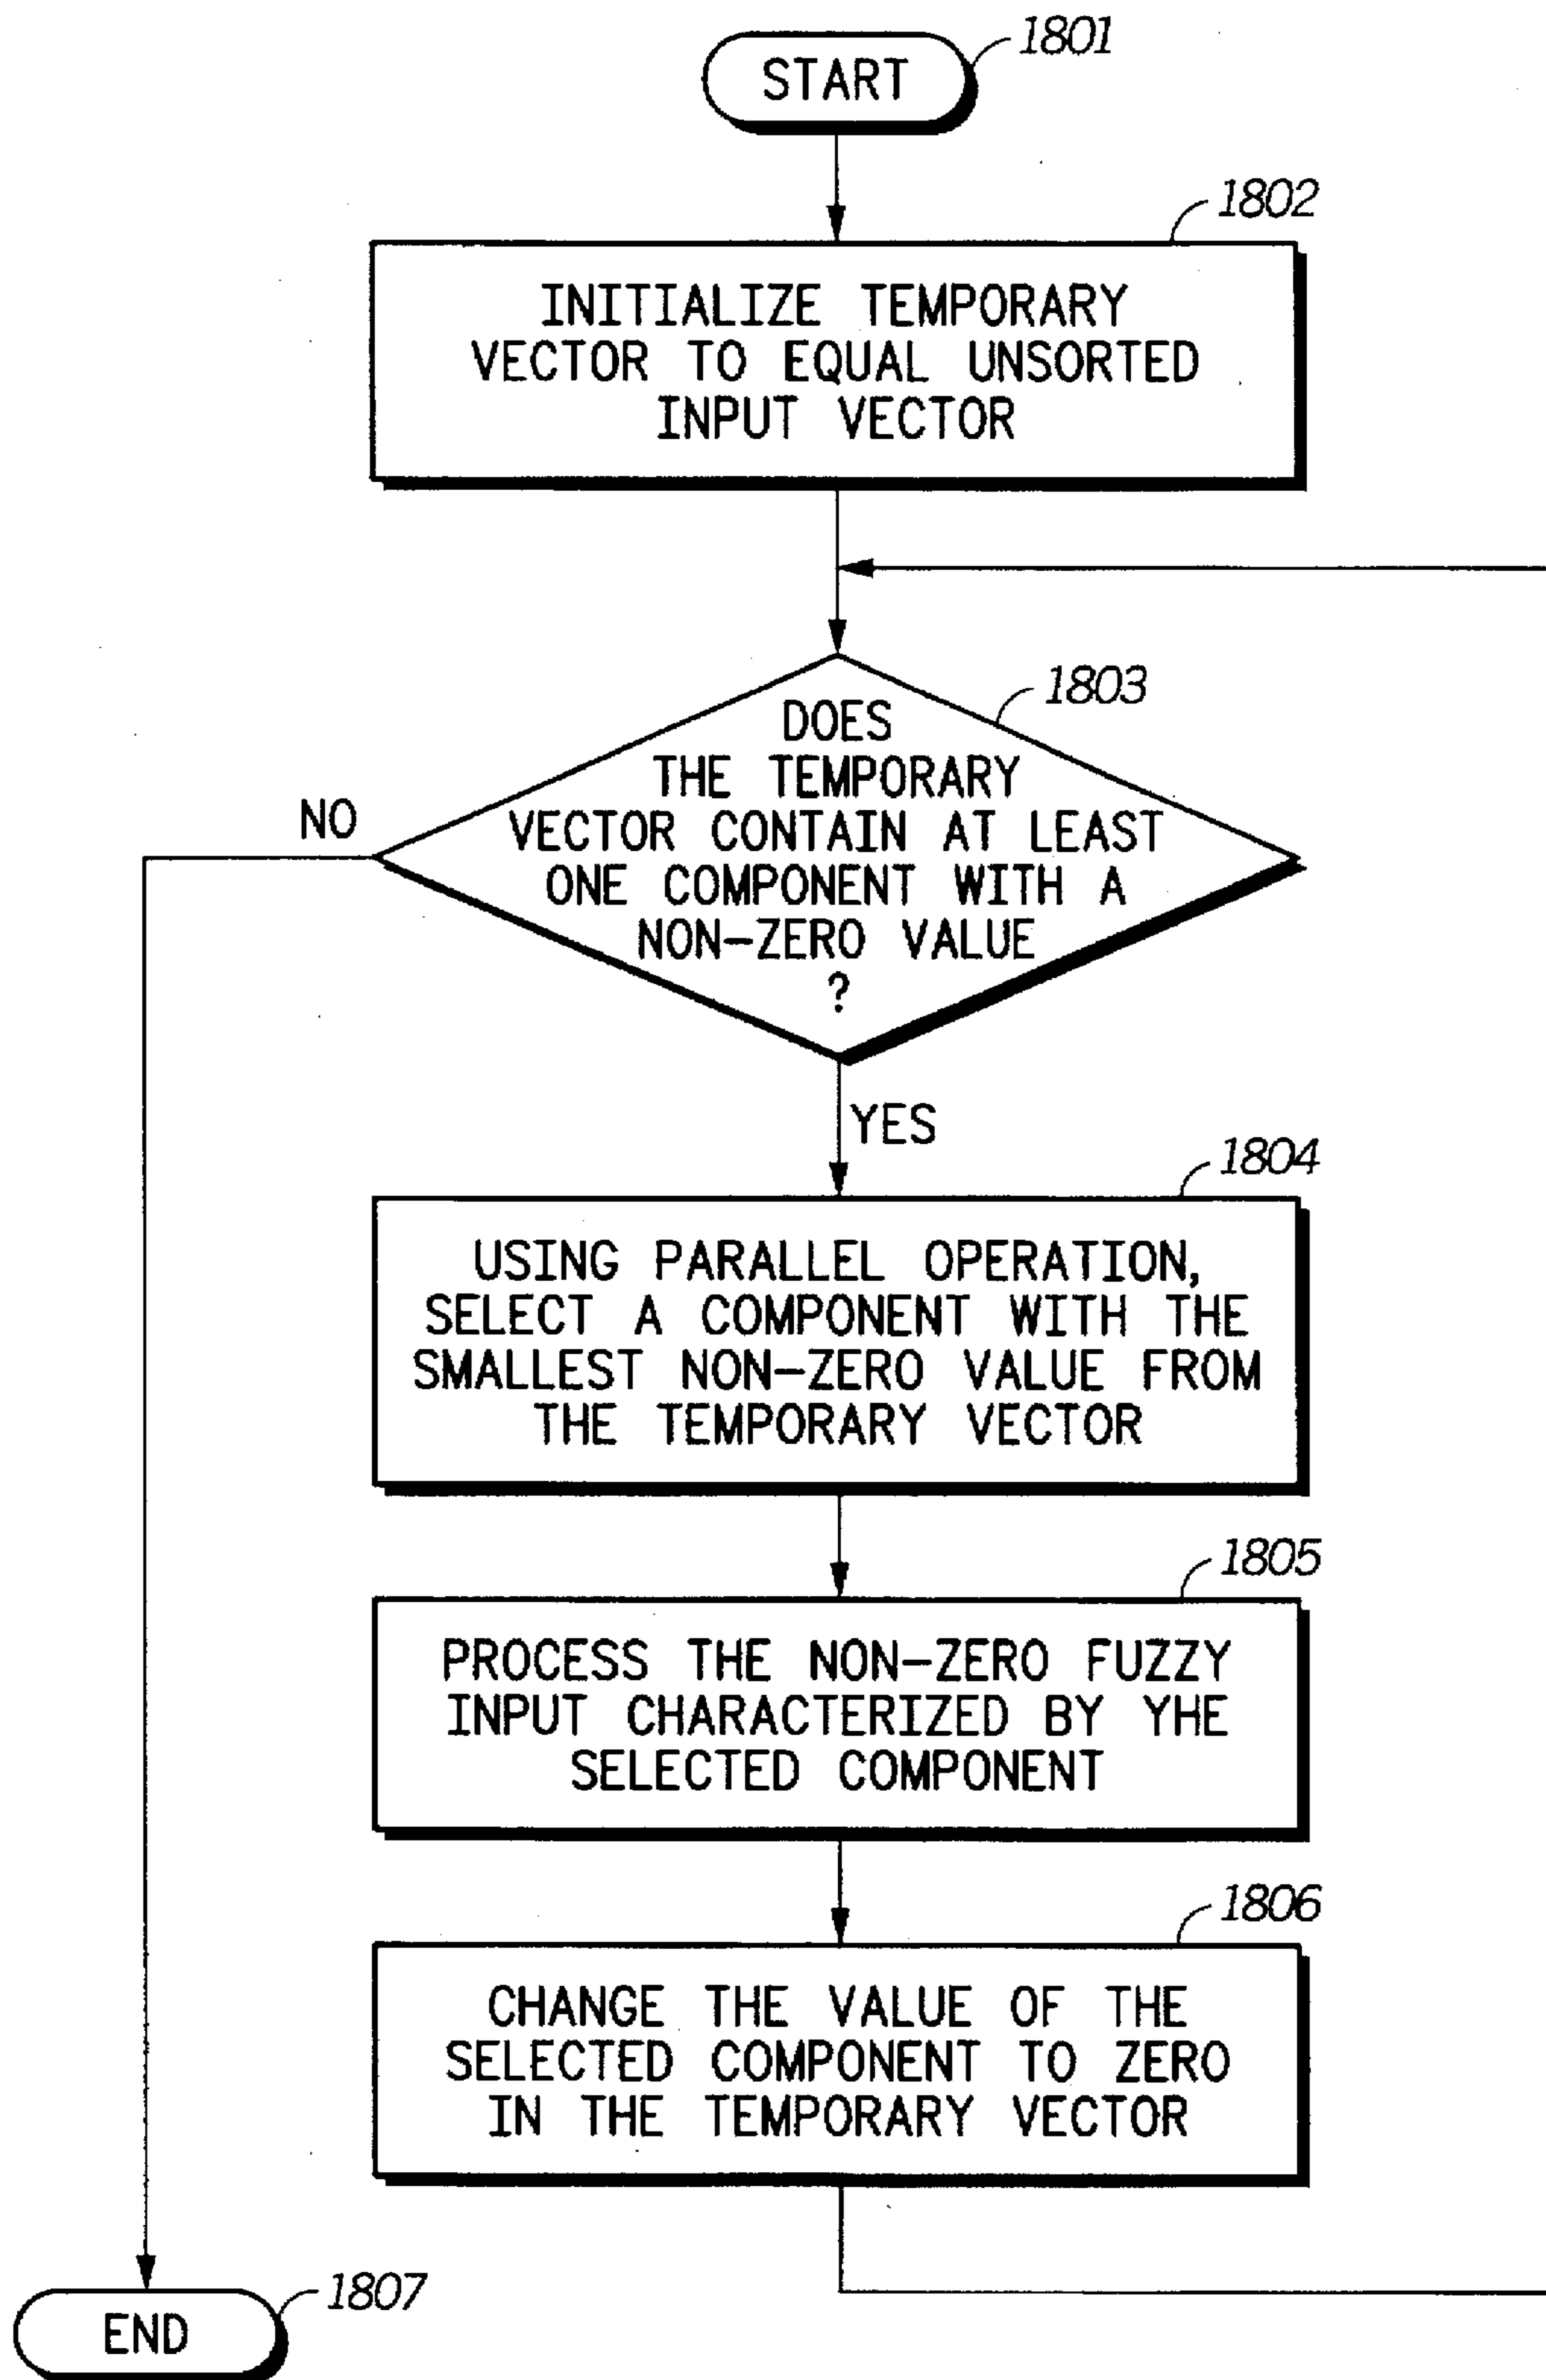 START
1801
1802
INITIALIZE TEMPORARY
VECTOR TO EQUAL UNSORTED
INPUT VECTOR
1803
DOES
THE TEMPORARY
VECTOR CONTAIN AT LEAST
ONE COMPONENT WITH A
NON-ZERO VALUE
?
NO
YES
1804
USING PARALLEL OPERATION,
SELECT A COMPONENT WITH THE
SMALLEST NON-ZERO VALUE FROM
THE TEMPORARY VECTOR
1805
PROCESS THE NON-ZERO FUZZY
INPUT CHARACTERIZED BY YHE
SELECTED COMPONENT
1806
CHANGE THE VALUE OF THE
SELECTED COMPONENT TO ZERO
IN THE TEMPORARY VECTOR
1807
END